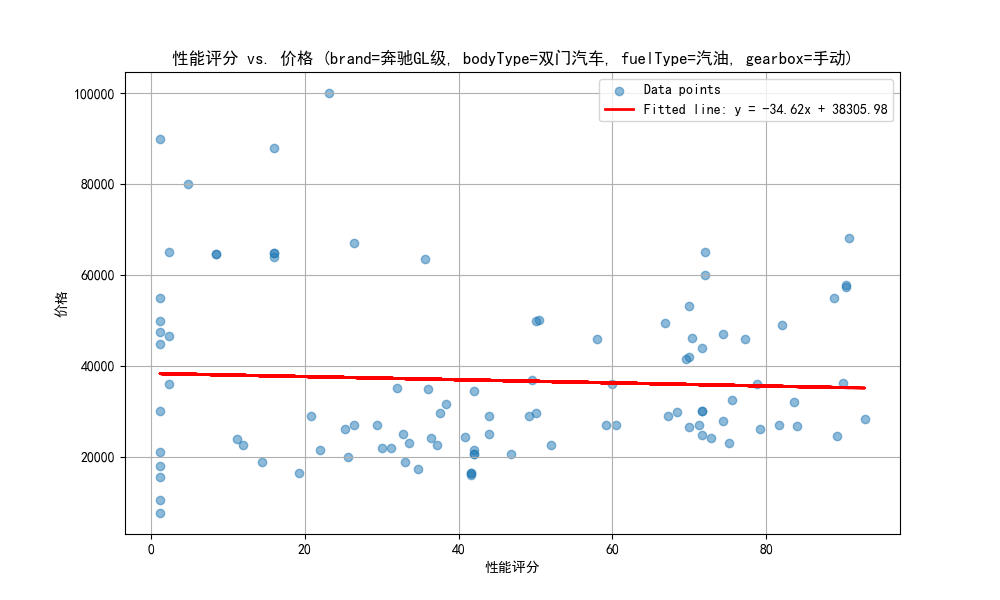 性能评分 vs. 价格 (brand=奔驰GL级, bodyType=双门汽车, fuelType=汽油, gearbox=手动)
Data points
Fitted line: y = −34.62x + 38305.98
价格
100000
80000
60000
40000
20000
0 20 40 60 80
性能评分